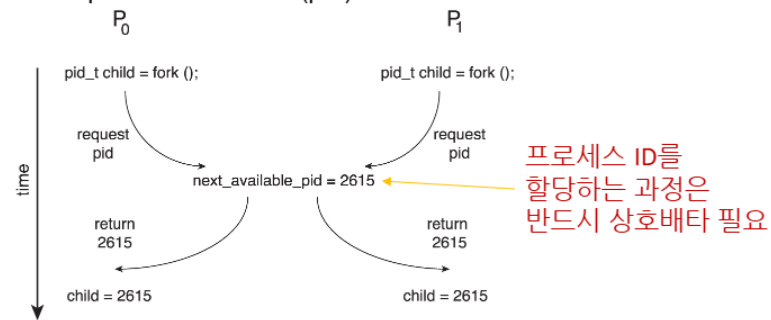 P0 P1
pid_t child = fork (); pid_t child = fork ();
request request
pid pid
프로세스 ID를
할당하는 과정은
반드시 상호배타 필요
time
next_available_pid = 2615
return return
2615 2615
child = 2615 child = 2615